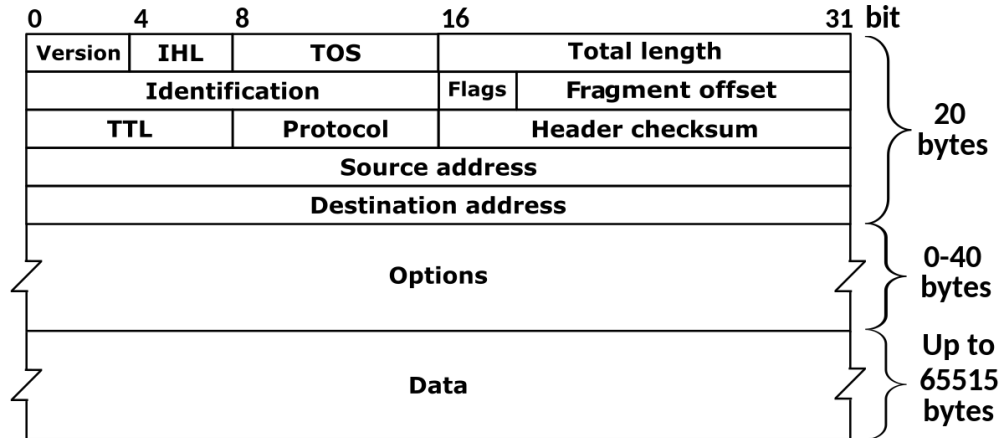 0 4 8 16 31 bit
Version IHL TOS Total length
Identification Flags Fragment offset
TTL Protocol Header checksum
Source address
Destination address
20
bytes
Options
0-40
bytes
Data
Up to
65515
bytes